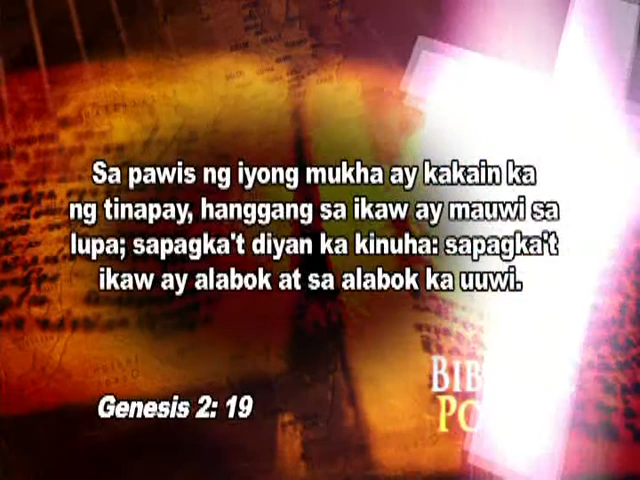 Sa pawis ng iyong mukha ay kakain ka
ng tinapay, hanggang sa ikaw ay mauwi sa
lupa; sapagka't diyan ka kinuha: sapagka't
ikaw ay alabok at sa alabok ka uuwi.
Genesis 2: 19